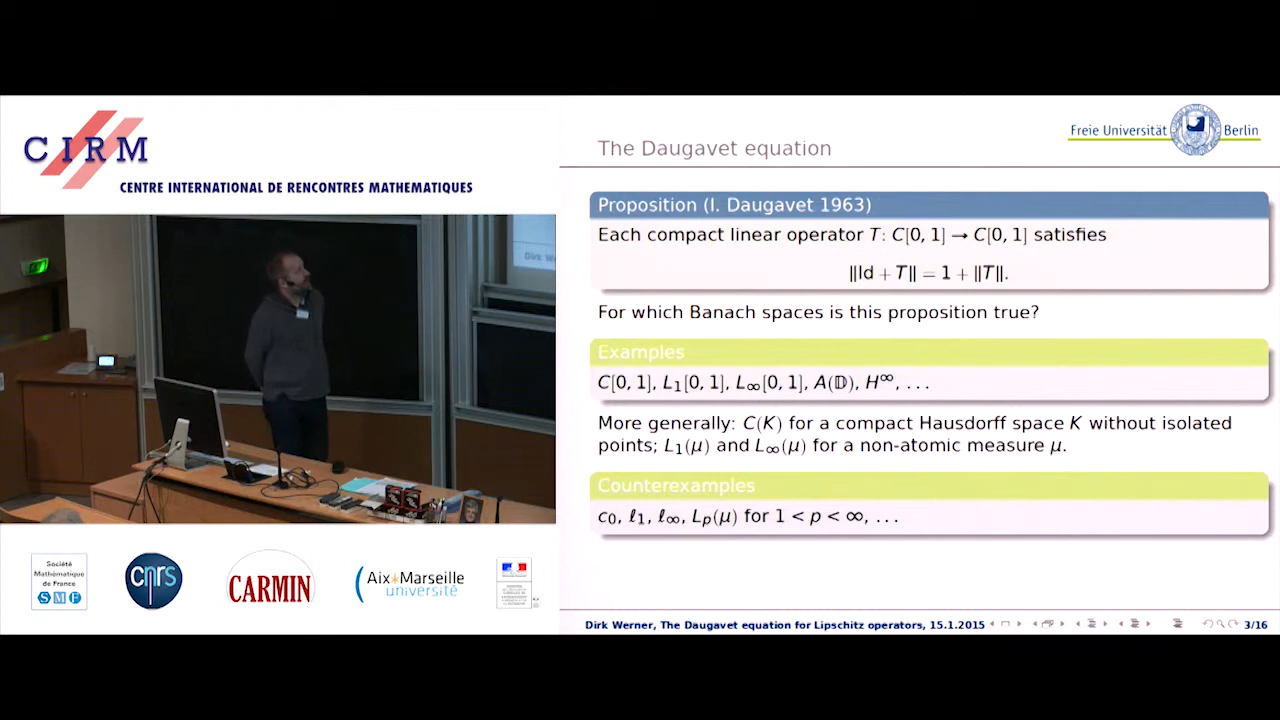 CIRM
CENTRE INTERNATIONAL DE RENCONTRES MATHEMATIQUES
Société
Mathématique
de France
SMF
cnrs
CARMIN
Aix*Marseille
université
Freie Universität Berlin
The Daugavet equation
Proposition (I. Daugavet 1963)
Each compact linear operator T: C[0, 1] → C[0, 1] satisfies
‖Id + T‖ = 1 + ‖T‖.
For which Banach spaces is this proposition true?
Examples
C[0, 1], L₁[0, 1], L∞[0, 1], A(𝔻), H^∞, ...
More generally: C(K) for a compact Hausdorff space K without isolated
points; L₁(μ) and L∞(μ) for a non-atomic measure μ.
Counterexamples
c₀, ℓ₁, ℓ∞, Lₚ(μ) for 1 < p < ∞, ...
Dirk Werner, The Daugavet equation for Lipschitz operators, 15.1.2015 3/16